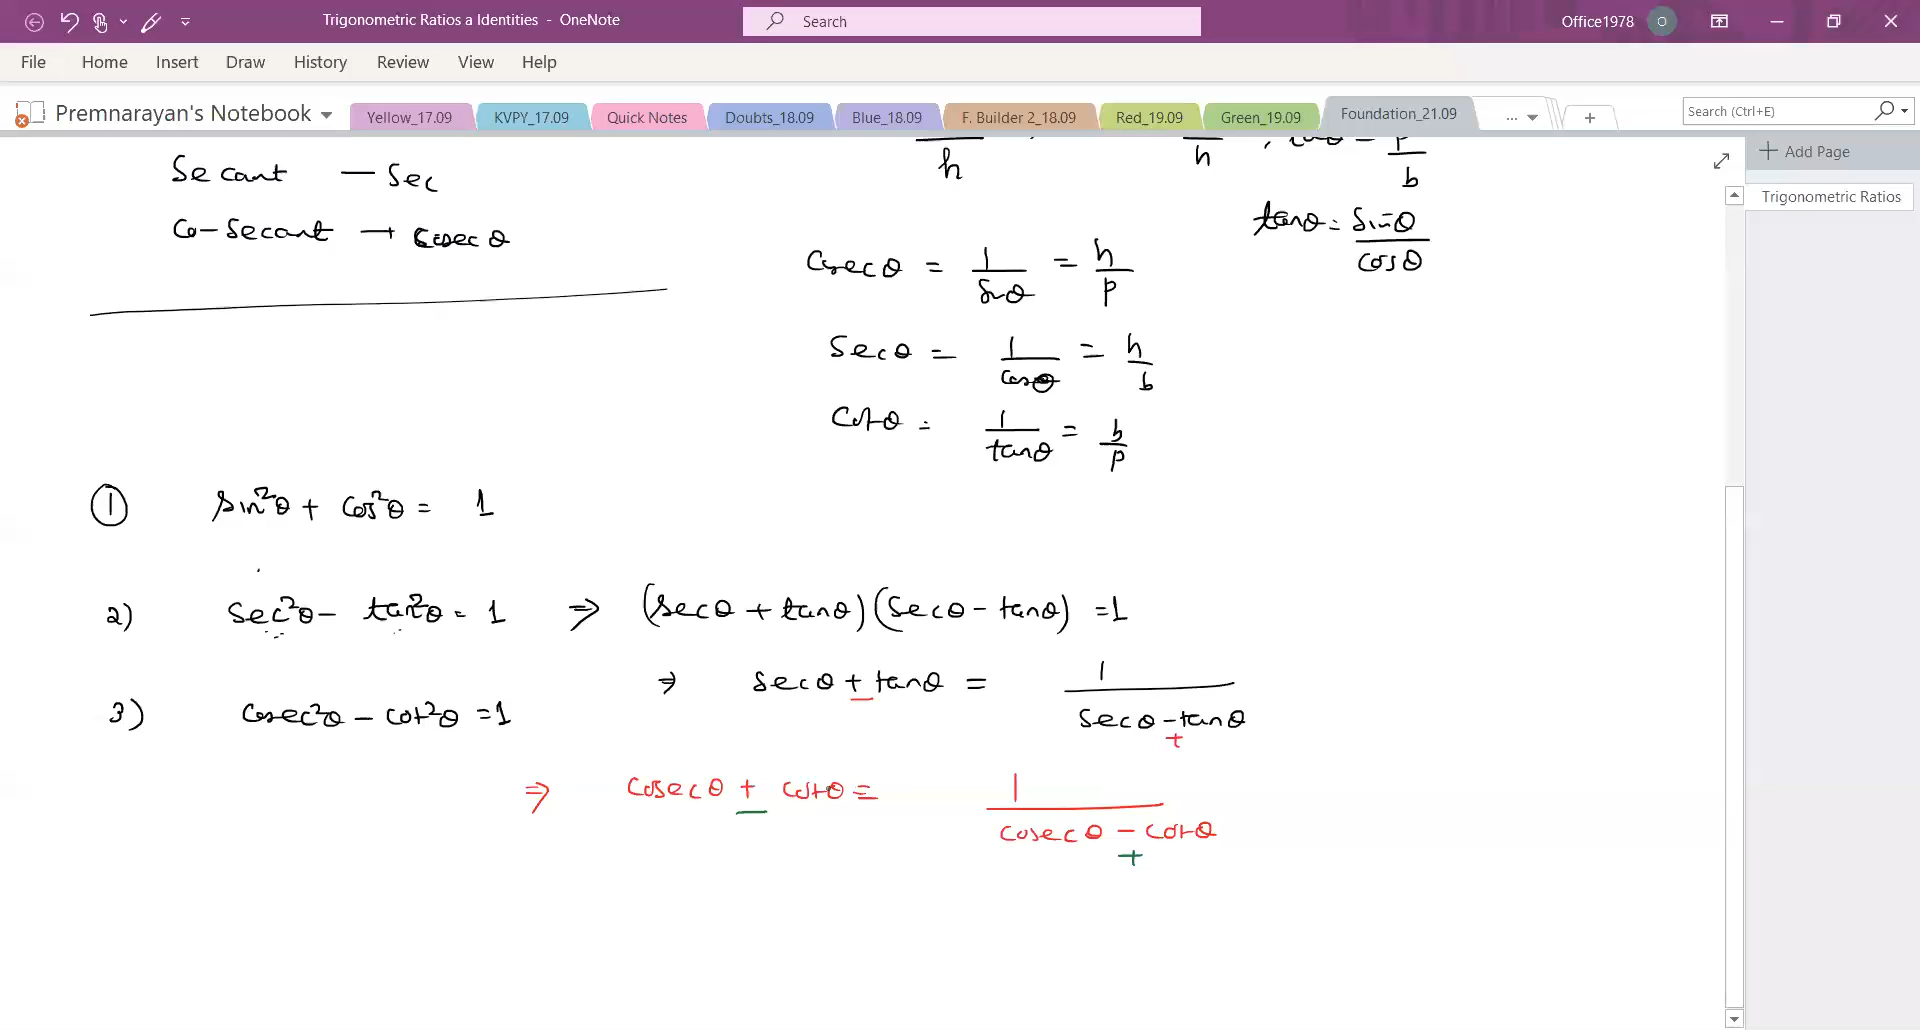 Trigonometric Ratios a Identities - OneNote
Search
Office1978
O
File Home Insert Draw History Review View Help
Premnarayan's Notebook
Yellow_17.09 KVPY_17.09 Quick Notes Doubts_18.09 Blue_18.09 F. Builder 2_18.09 Red_19.09 Green_19.09 Foundation_21.09 ... +
Search (Ctrl+E)
+ Add Page
Trigonometric Ratios
Secant — Sec
Co-Secant → Cosec θ
h
h
p/b
tanθ = sinθ/cosθ
Cosecθ = 1/sinθ = h/p
Secθ = 1/cosθ = h/b
Cotθ = 1/tanθ = b/p
① sin²θ + cos²θ = 1
2) sec²θ - tan²θ = 1 ⇒ (secθ + tanθ)(secθ - tanθ) = 1
⇒ secθ + tanθ = 1/(secθ - tanθ)
+
3) cosec²θ - cot²θ = 1
⇒ cosecθ + cotθ = 1/(cosecθ - cotθ)
+